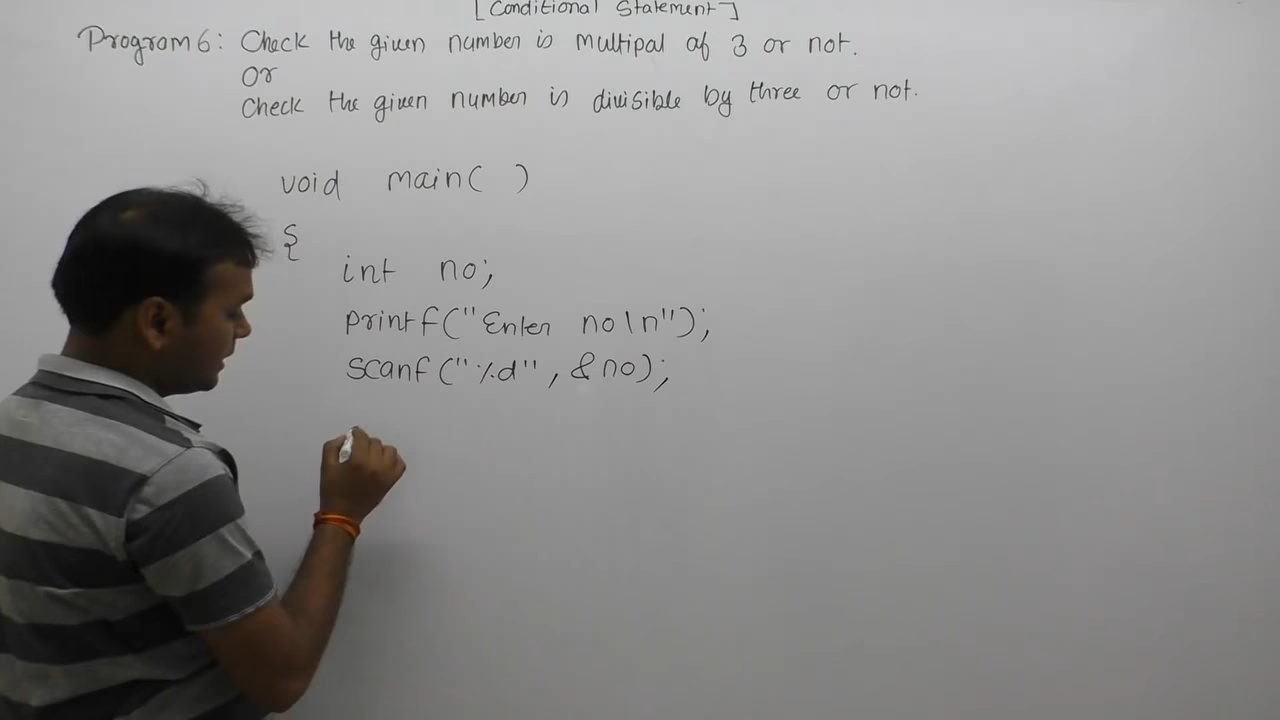 [Conditional Statement]
Program 6: Check the given number is multipal of 3 or not.
Or
Check the given number is divisible by three or not.
void main( )
{
int no;
printf("Enter no\n");
scanf("%d", &no);